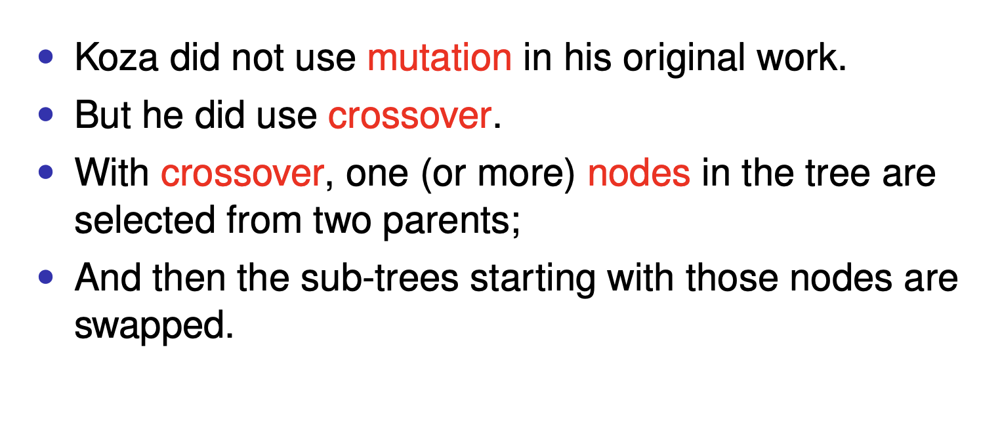 • Koza did not use mutation in his original work.
• But he did use crossover.
• With crossover, one (or more) nodes in the tree are
selected from two parents;
• And then the sub-trees starting with those nodes are
swapped.